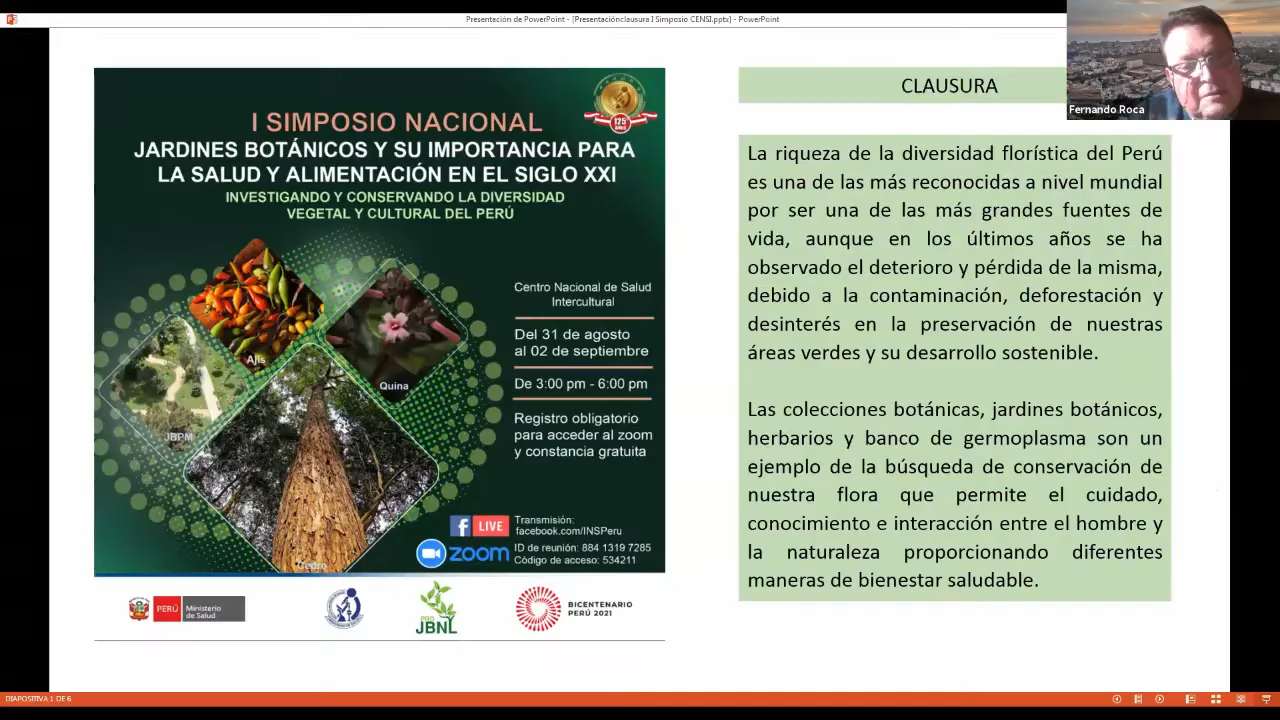 Presentación de PowerPoint - [Presentaciónclausura I Simposio CENSI.pptx] - PowerPoint
Fernando Roca
125
AÑOS
I SIMPOSIO NACIONAL
JARDINES BOTÁNICOS Y SU IMPORTANCIA PARA
LA SALUD Y ALIMENTACIÓN EN EL SIGLO XXI
INVESTIGANDO Y CONSERVANDO LA DIVERSIDAD
VEGETAL Y CULTURAL DEL PERÚ
Ajís
Quina
JBPM
Cedro
Centro Nacional de Salud
Intercultural
Del 31 de agosto
al 02 de septiembre
De 3:00 pm - 6:00 pm
Registro obligatorio
para acceder al zoom
y constancia gratuita
f LIVE
Transmisión:
facebook.com/INSPeru
zoom
ID de reunión: 884 1319 7285
Código de acceso: 534211
PERÚ
Ministerio
de Salud
PRO
JBNL
BICENTENARIO
PERÚ 2021
CLAUSURA
La riqueza de la diversidad florística del Perú
es una de las más reconocidas a nivel mundial
por ser una de las más grandes fuentes de
vida, aunque en los últimos años se ha
observado el deterioro y pérdida de la misma,
debido a la contaminación, deforestación y
desinterés en la preservación de nuestras
áreas verdes y su desarrollo sostenible.
Las colecciones botánicas, jardines botánicos,
herbarios y banco de germoplasma son un
ejemplo de la búsqueda de conservación de
nuestra flora que permite el cuidado,
conocimiento e interacción entre el hombre y
la naturaleza proporcionando diferentes
maneras de bienestar saludable.
DIAPOSITIVA 1 DE 6